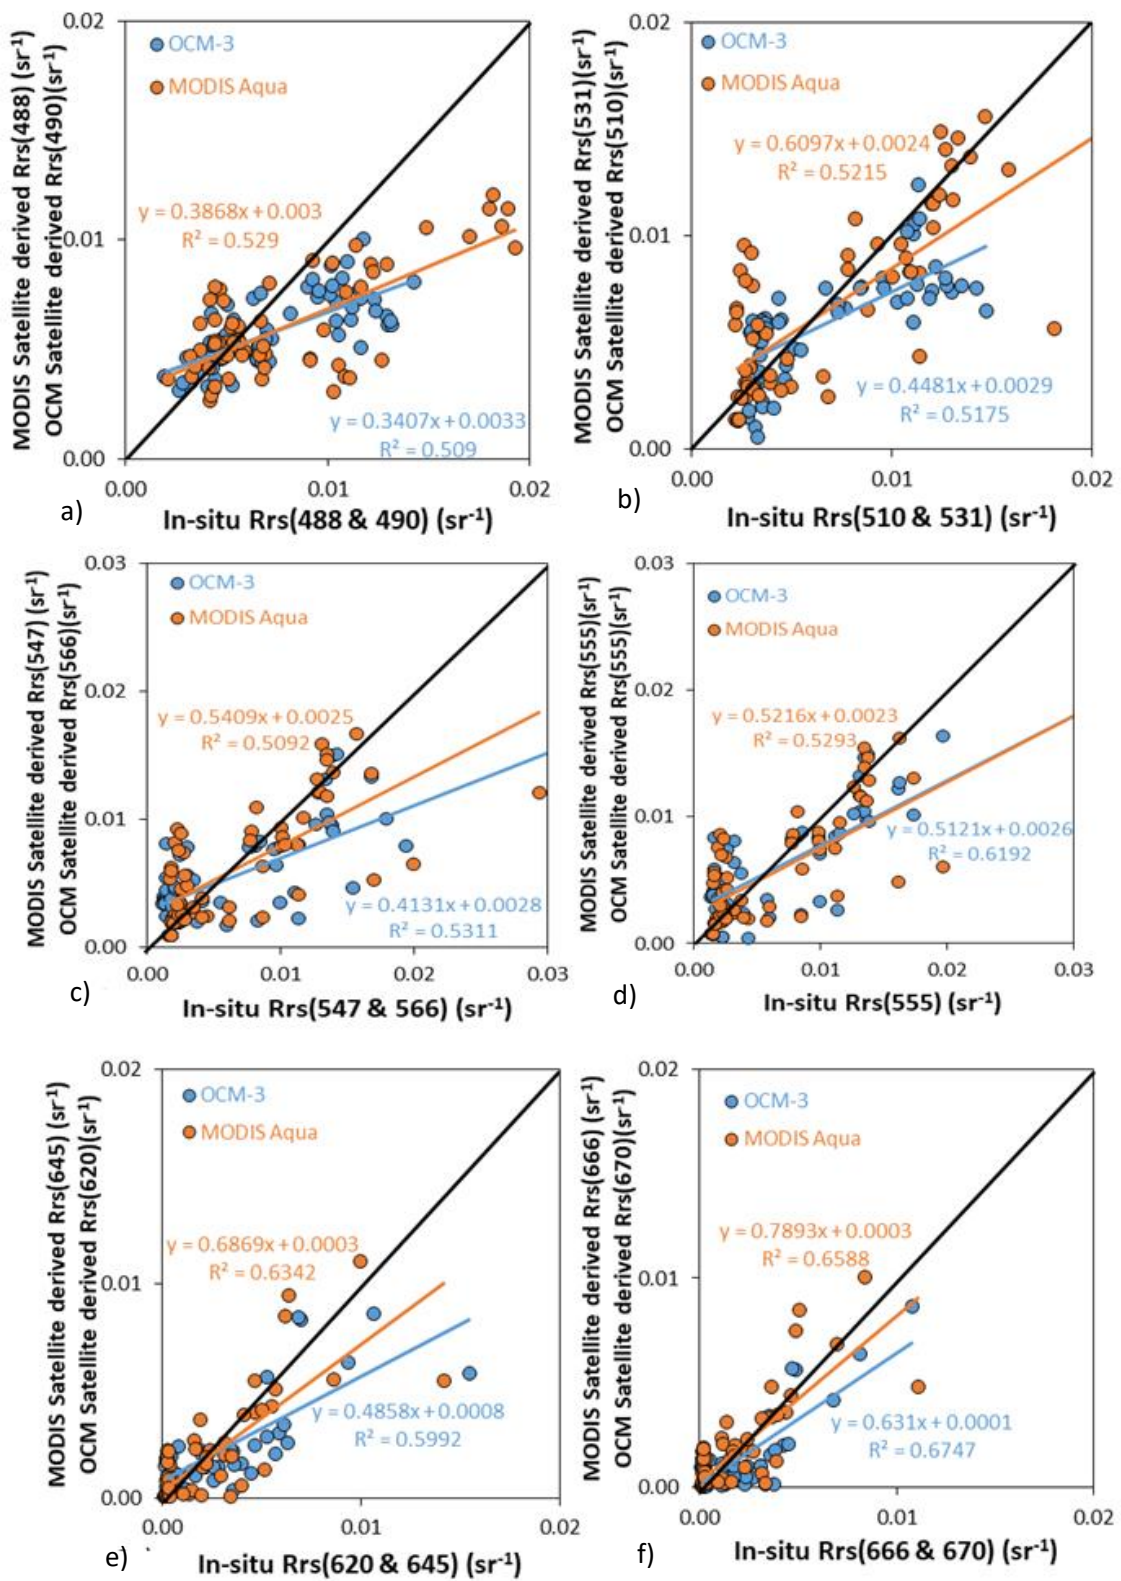 MODIS Satellite derived Rrs(488) (sr⁻¹)
OCM Satellite derived Rrs(490)(sr⁻¹)
0.02
0.01
0.00
OCM-3
MODIS Aqua
y = 0.3868x + 0.003
R² = 0.529
y = 0.3407x + 0.0033
R² = 0.509
0.00
0.01
0.02
a)
In-situ Rrs(488 & 490) (sr⁻¹)
MODIS Satellite derived Rrs(531)(sr⁻¹)
OCM Satellite derived Rrs(510)(sr⁻¹)
0.02
0.01
0.00
OCM-3
MODIS Aqua
y = 0.6097x + 0.0024
R² = 0.5215
y = 0.4481x + 0.0029
R² = 0.5175
0.00
0.01
0.02
b)
In-situ Rrs(510 & 531) (sr⁻¹)
MODIS Satellite derived Rrs(547) (sr⁻¹)
OCM Satellite derived Rrs(566)(sr⁻¹)
0.03
0.02
0.01
0.00
OCM-3
MODIS Aqua
y = 0.5409x + 0.0025
R² = 0.5092
y = 0.4131x + 0.0028
R² = 0.5311
0.00
0.01
0.02
0.03
c)
In-situ Rrs(547 & 566) (sr⁻¹)
MODIS Satellite derived Rrs(555)(sr⁻¹)
OCM Satellite derived Rrs(555)(sr⁻¹)
0.03
0.02
0.01
0.00
OCM-3
MODIS Aqua
y = 0.5216x + 0.0023
R² = 0.5293
y = 0.5121x + 0.0026
R² = 0.6192
0.00
0.01
0.02
0.03
d)
In-situ Rrs(555) (sr⁻¹)
MODIS Satellite derived Rrs(645) (sr⁻¹)
OCM Satellite derived Rrs(620)(sr⁻¹)
0.02
0.01
0.00
OCM-3
MODIS Aqua
y = 0.6869x + 0.0003
R² = 0.6342
y = 0.4858x + 0.0008
R² = 0.5992
0.00
0.01
0.02
e)
In-situ Rrs(620 & 645) (sr⁻¹)
MODIS Satellite derived Rrs(666) (sr⁻¹)
OCM Satellite derived Rrs(670)(sr⁻¹)
0.02
0.01
0.00
OCM-3
MODIS Aqua
y = 0.7893x + 0.0003
R² = 0.6588
y = 0.631x + 0.0001
R² = 0.6747
0.00
0.01
0.02
f)
In-situ Rrs(666 & 670) (sr⁻¹)